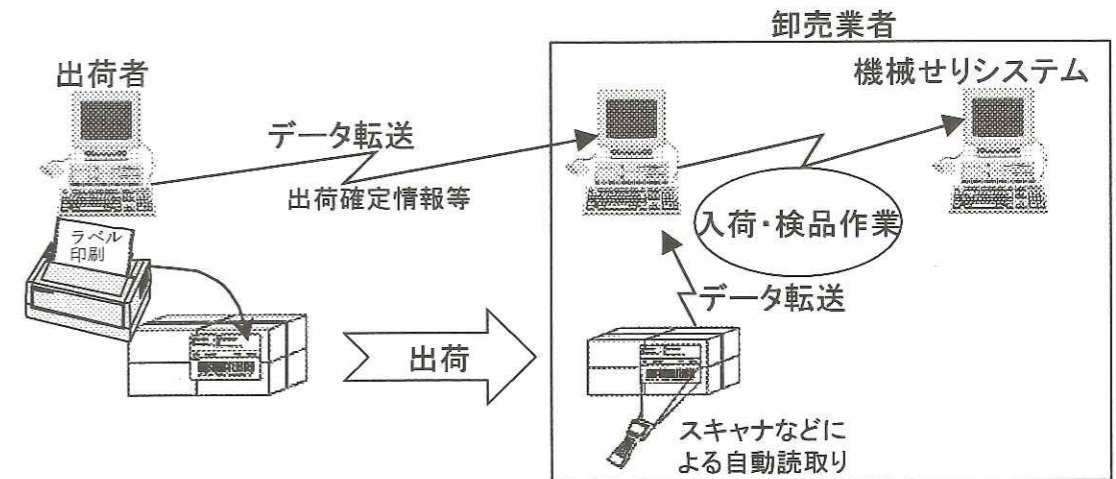 卸売業者
出荷者
機械せりシステム
データ転送
出荷確定情報等
入荷・検品作業
ラベル
印刷
データ転送
出荷
スキャナなどに
よる自動読取り